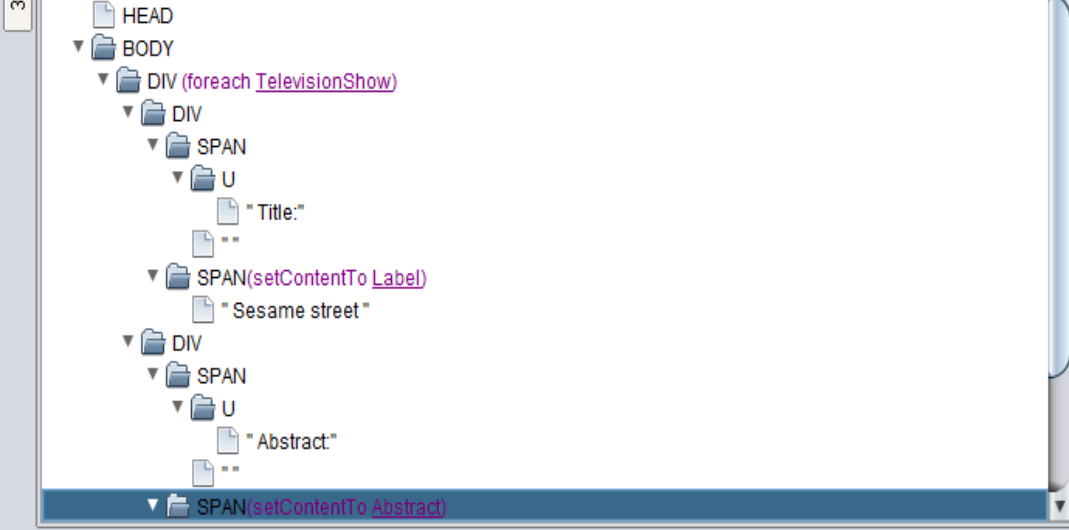 3
HEAD
BODY
DIV (foreach TelevisionShow)
DIV
SPAN
U
" Title:"
" "
SPAN(setContentTo Label)
" Sesame street "
DIV
SPAN
U
" Abstract:"
" "
SPAN(setContentTo Abstract)